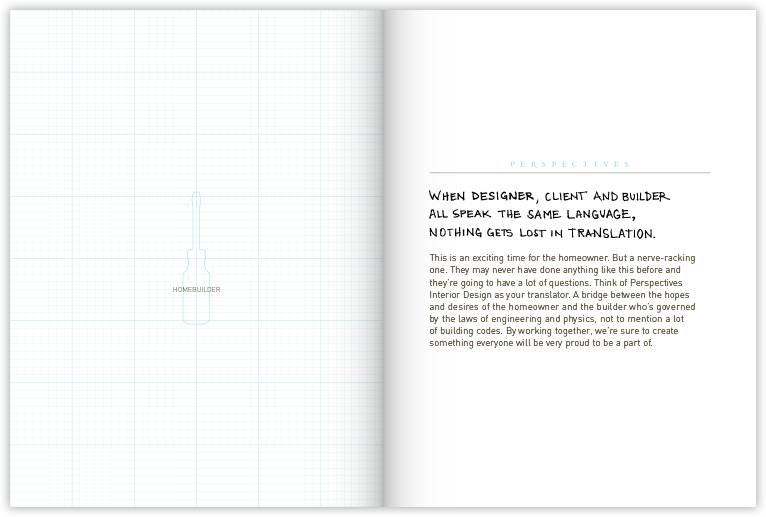 HOMEBUILDER
PERSPECTIVES
WHEN DESIGNER, CLIENT AND BUILDER
ALL SPEAK THE SAME LANGUAGE,
NOTHING GETS LOST IN TRANSLATION.
This is an exciting time for the homeowner. But a nerve-racking
one. They may never have done anything like this before and
they're going to have a lot of questions. Think of Perspectives
Interior Design as your translator. A bridge between the hopes
and desires of the homeowner and the builder who's governed
by the laws of engineering and physics, not to mention a lot
of building codes. By working together, we're sure to create
something everyone will be very proud to be a part of.